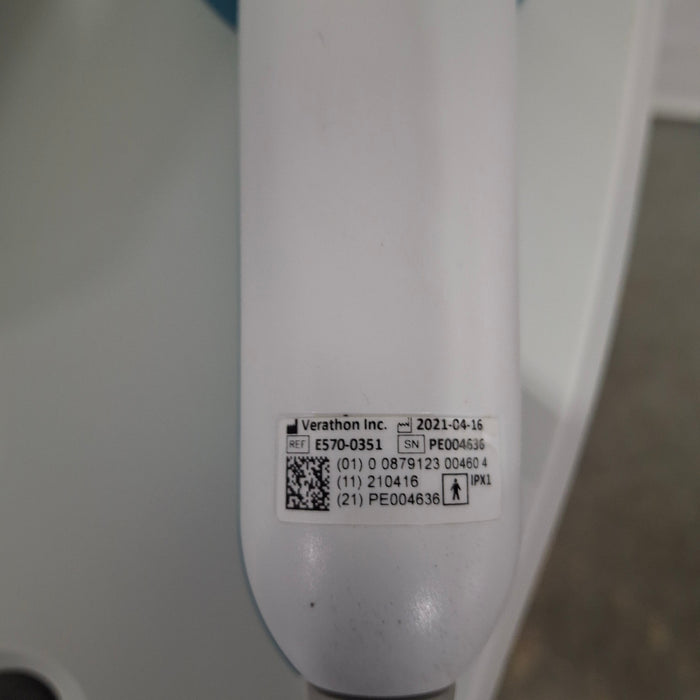 Verathon Inc. 2021-04-16
REF E570-0351 SN PE004636
(01) 0 0879123 00460 4
(11) 210416 IPX1
(21) PE004636